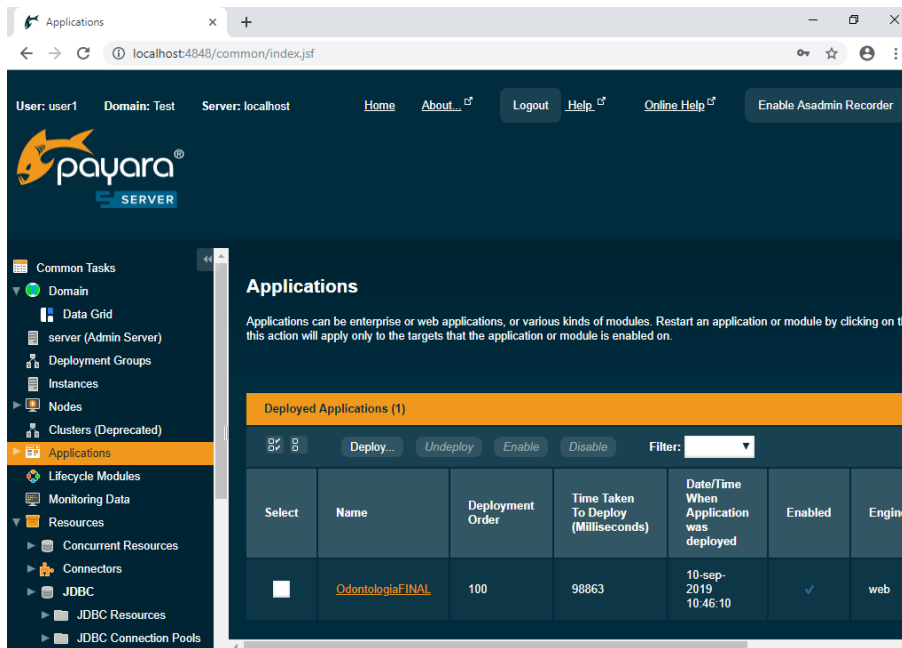 Applications
localhost:4848/common/index.jsf
User: user1 Domain: Test Server: localhost Home About... Logout Help Online Help Enable Asadmin Recorder
payara®
SERVER
Common Tasks
Domain
Data Grid
server (Admin Server)
Deployment Groups
Instances
Nodes
Clusters (Deprecated)
Applications
Lifecycle Modules
Monitoring Data
Resources
Concurrent Resources
Connectors
JDBC
JDBC Resources
JDBC Connection Pools
Applications
Applications can be enterprise or web applications, or various kinds of modules. Restart an application or module by clicking on
this action will apply only to the targets that the application or module is enabled on.
Deployed Applications (1)
Deploy... Undeploy Enable Disable Filter:
Select
Name
Deployment
Order
Time Taken
To Deploy
(Milliseconds)
Date/Time
When
Application
was
deployed
Enabled
OdontologiaFINAL
100
98863
10-sep-
2019
10:46:10
web